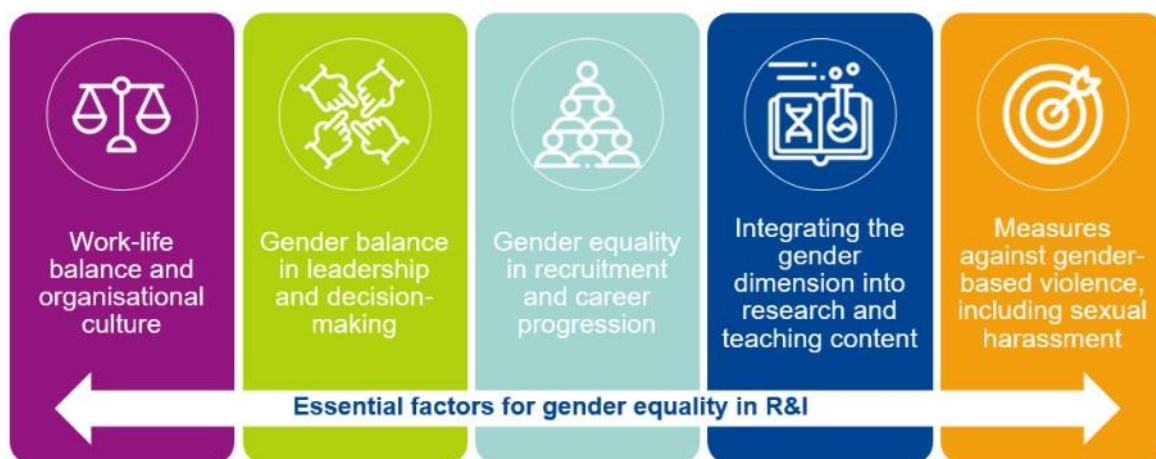 Work-life
balance and
organisational
culture
Gender balance
in leadership
and decision-
making
Gender equality
in recruitment
and career
progression
Integrating the
gender
dimension into
research and
teaching content
Measures
against gender-
based violence,
including sexual
harassment
Essential factors for gender equality in R&I